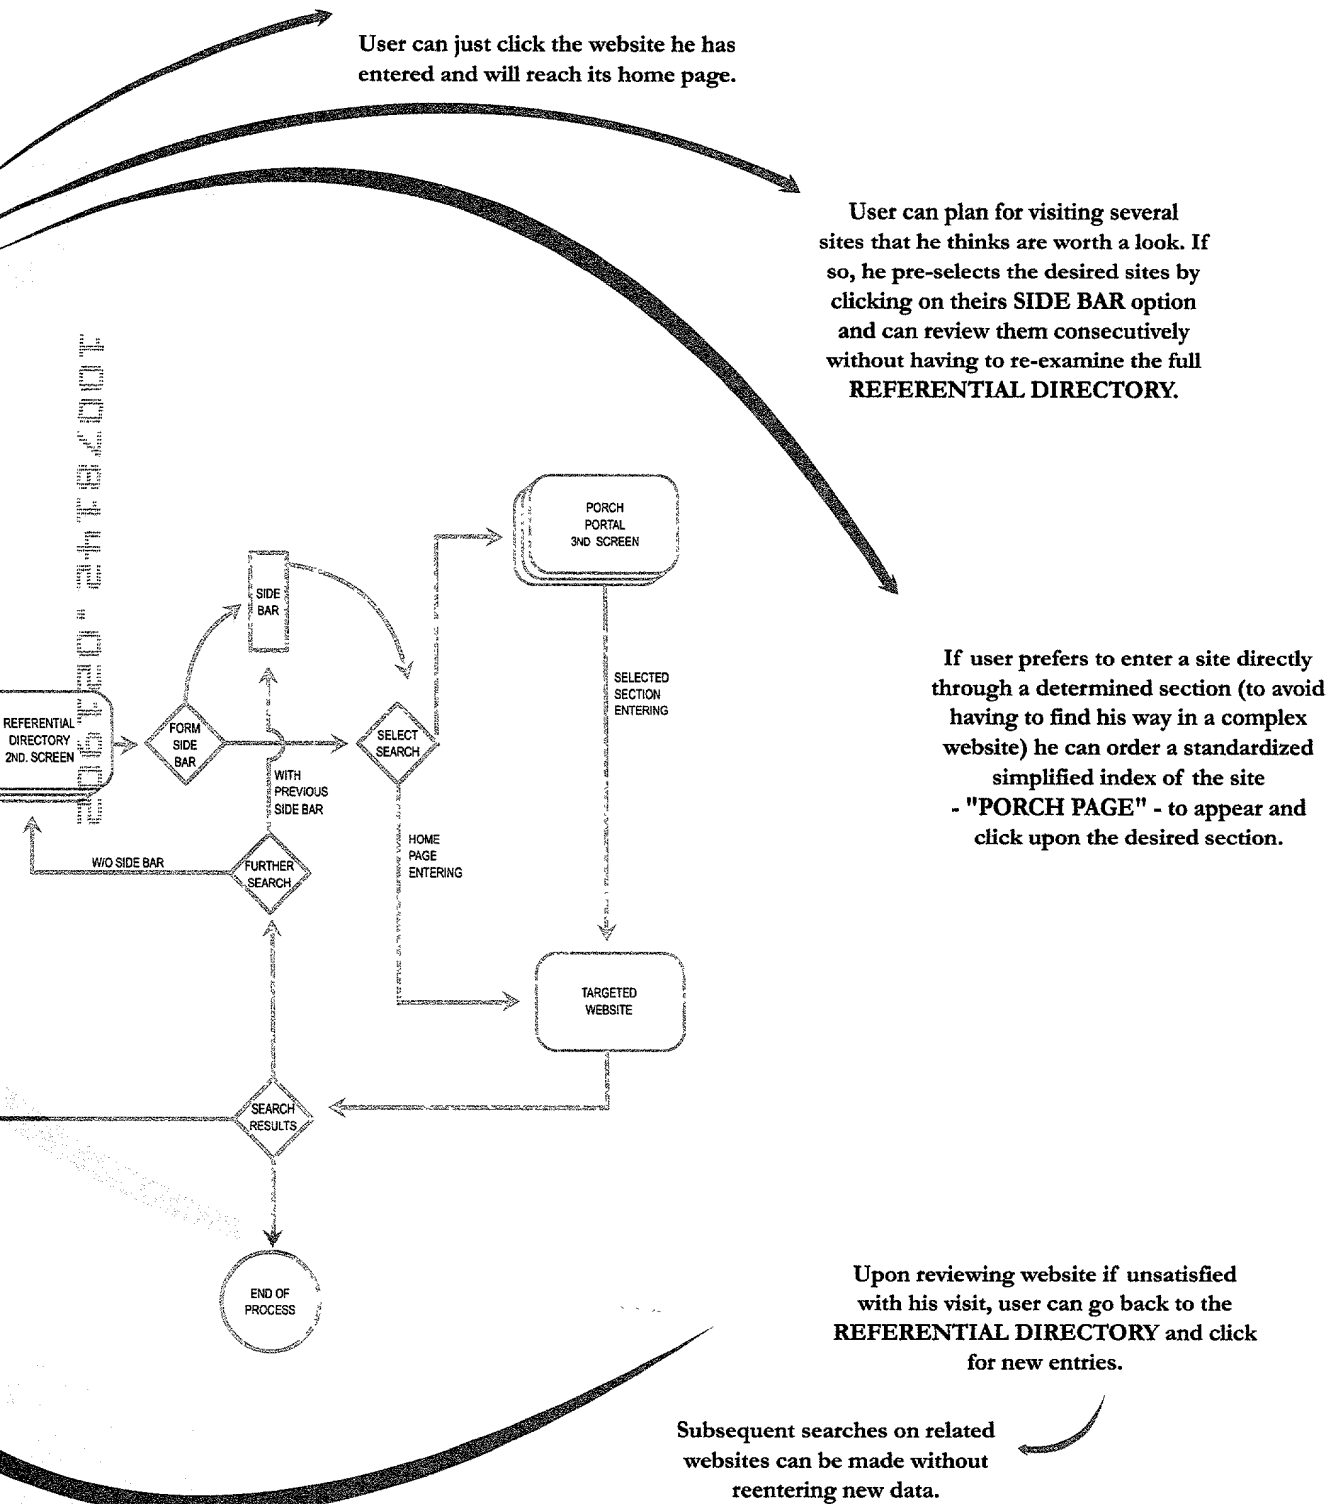 User can just click the website he has
entered and will reach its home page.
User can plan for visiting several
sites that he thinks are worth a look. If
so, he pre-selects the desired sites by
clicking on theirs SIDE BAR option
and can review them consecutively
without having to re-examine the full
REFERENTIAL DIRECTORY.
PORCH
PORTAL
3ND SCREEN
SIDE
BAR
SELECTED
SECTION
ENTERING
REFERENTIAL
DIRECTORY
2ND. SCREEN
FORM
SIDE
BAR
SELECT
SEARCH
WITH
PREVIOUS
SIDE BAR
HOME
PAGE
ENTERING
W/O SIDE BAR
FURTHER
SEARCH
If user prefers to enter a site directly
through a determined section (to avoid
having to find his way in a complex
website) he can order a standardized
simplified index of the site
- "PORCH PAGE" - to appear and
click upon the desired section.
TARGETED
WEBSITE
SEARCH
RESULTS
END OF
PROCESS
Upon reviewing website if unsatisfied
with his visit, user can go back to the
REFERENTIAL DIRECTORY and click
for new entries.
Subsequent searches on related
websites can be made without
reentering new data.